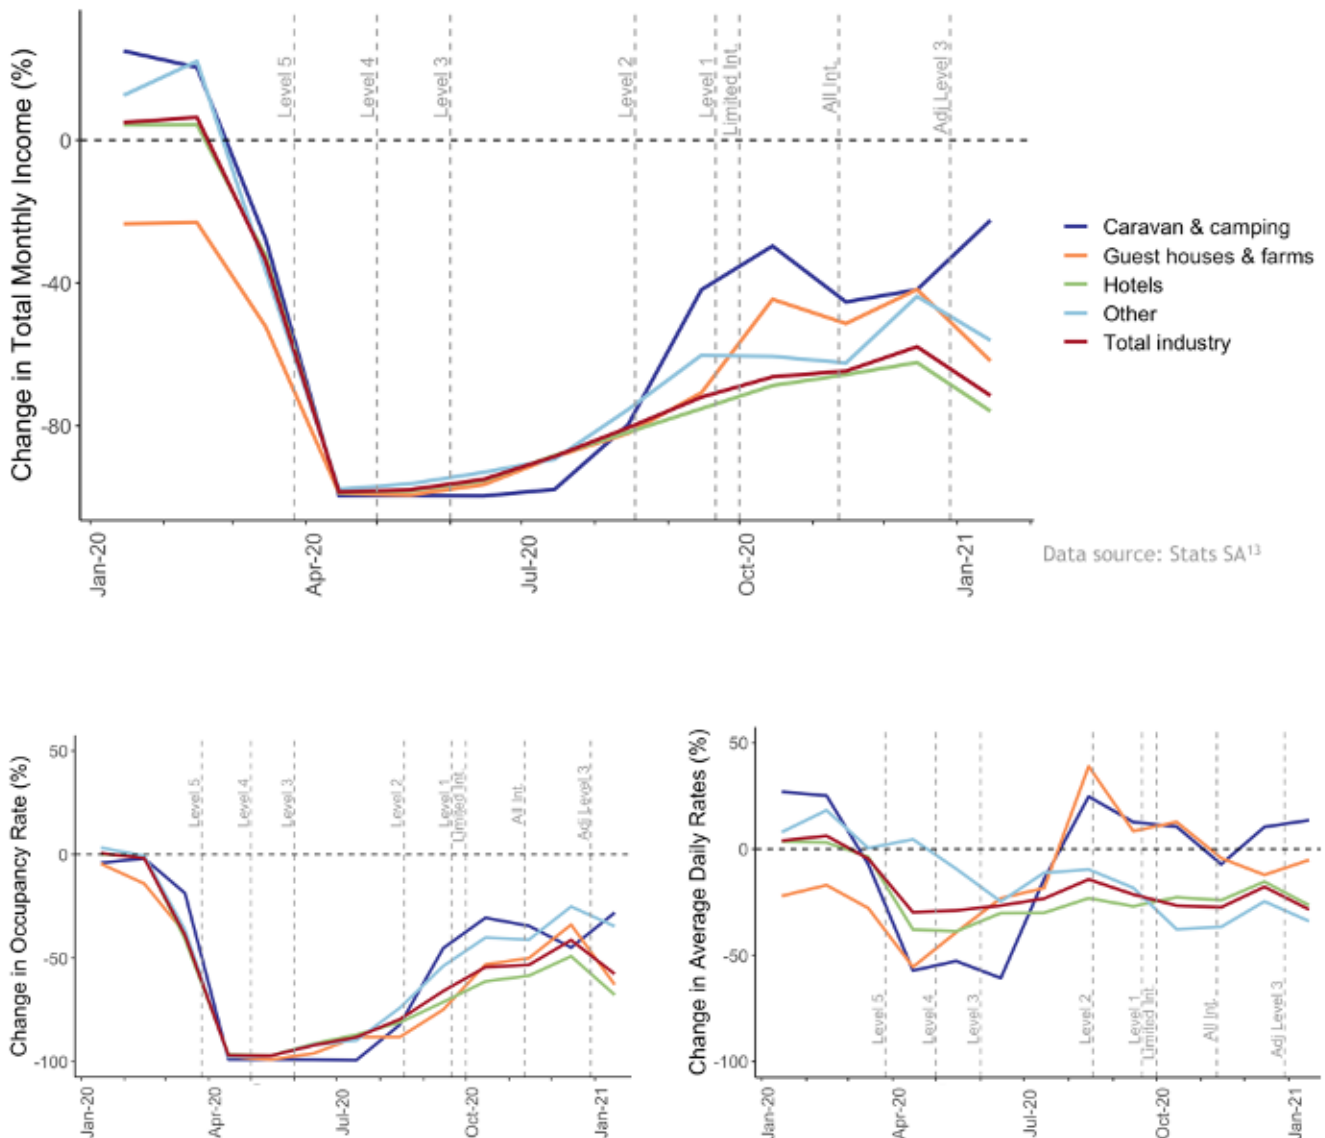 Change in Total Monthly Income (%)
0
-40
-80
Level 5
Level 4
Level 3
Level 2
Level 1
Limited Int.
All Int.
Adj Level 3
Jan-20
Apr-20
Jul-20
Oct-20
Jan-21
Caravan & camping
Guest houses & farms
Hotels
Other
Total industry
Data source: Stats SA¹³
Change in Occupancy Rate (%)
50
0
-50
-100
Level 5
Level 4
Level 3
Level 2
Level 1
Limited Int.
All Int.
Adj Level 3
Jan-20
Apr-20
Jul-20
Oct-20
Jan-21
Change in Average Daily Rates (%)
50
0
-50
-100
Level 5
Level 4
Level 3
Level 2
Level 1
Limited Int.
All Int.
Adj Level 3
Jan-20
Apr-20
Jul-20
Oct-20
Jan-21